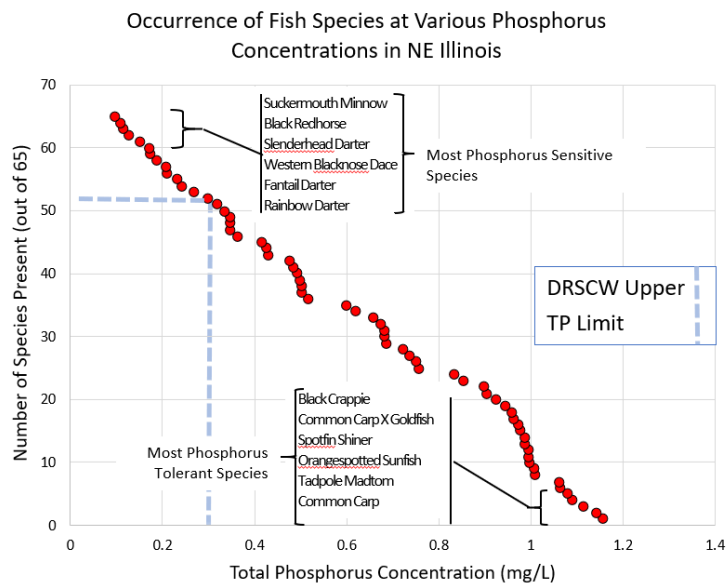 Occurrence of Fish Species at Various Phosphorus
Concentrations in NE Illinois
Number of Species Present (out of 65)
70
60
50
40
30
20
10
0
Suckermouth Minnow
Black Redhorse
Slenderhead Darter
Western Blacknose Dace
Fantail Darter
Rainbow Darter
Most Phosphorus Sensitive
Species
DRSCW Upper
TP Limit
Most Phosphorus
Tolerant Species
Black Crappie
Common Carp X Goldfish
Spotfin Shiner
Orangespotted Sunfish
Tadpole Madtom
Common Carp
0 0.2 0.4 0.6 0.8 1 1.2 1.4
Total Phosphorus Concentration (mg/L)